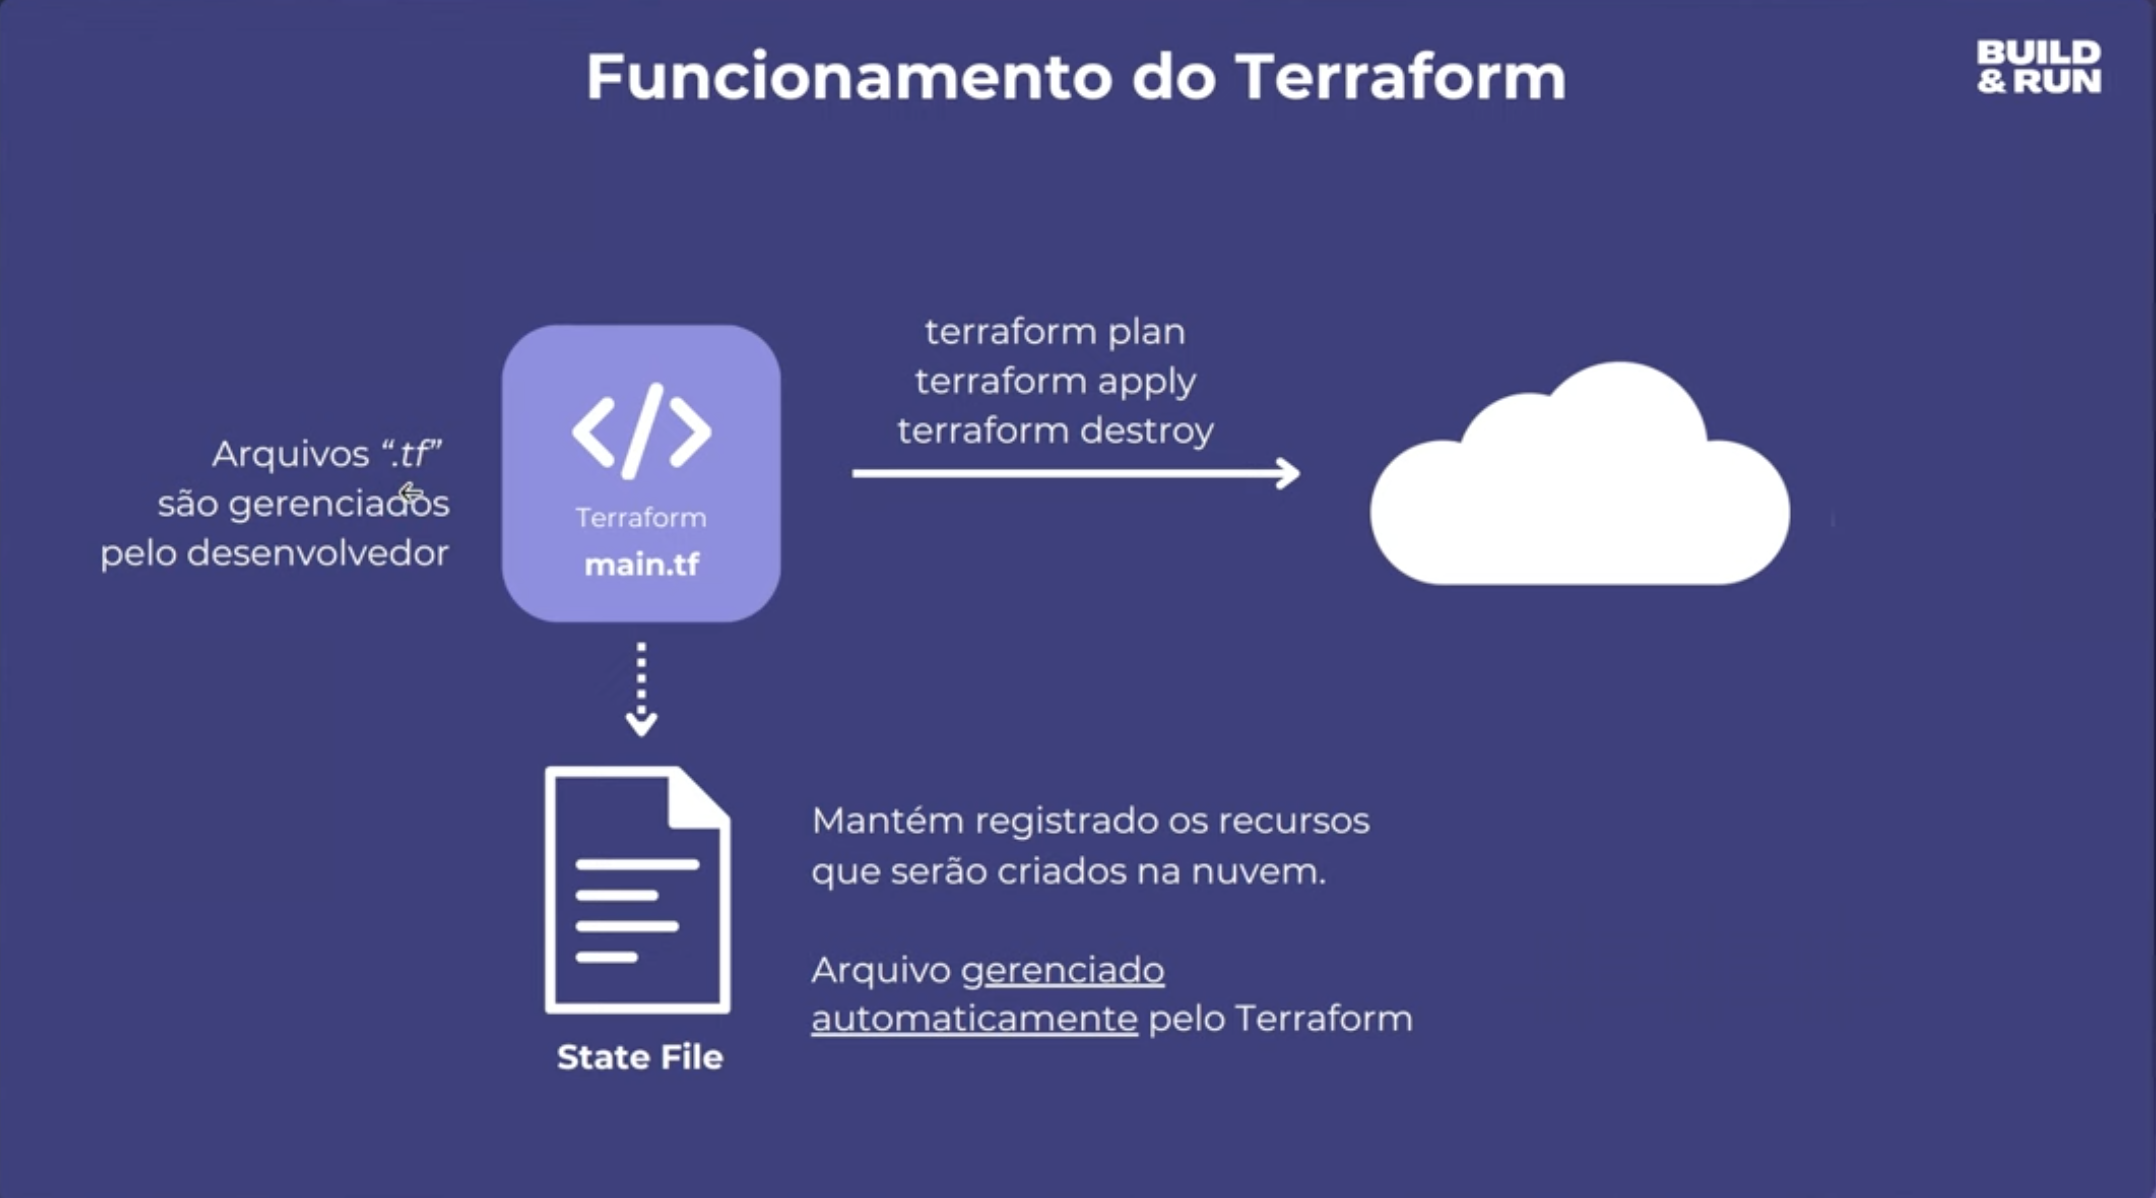 Funcionamento do Terraform
BUILD
& RUN
terraform plan
terraform apply
terraform destroy
Arquivos “.tf”
são gerenciados
pelo desenvolvedor
Terraform
main.tf
Mantém registrado os recursos
que serão criados na nuvem.
Arquivo gerenciado
automaticamente pelo Terraform
State File